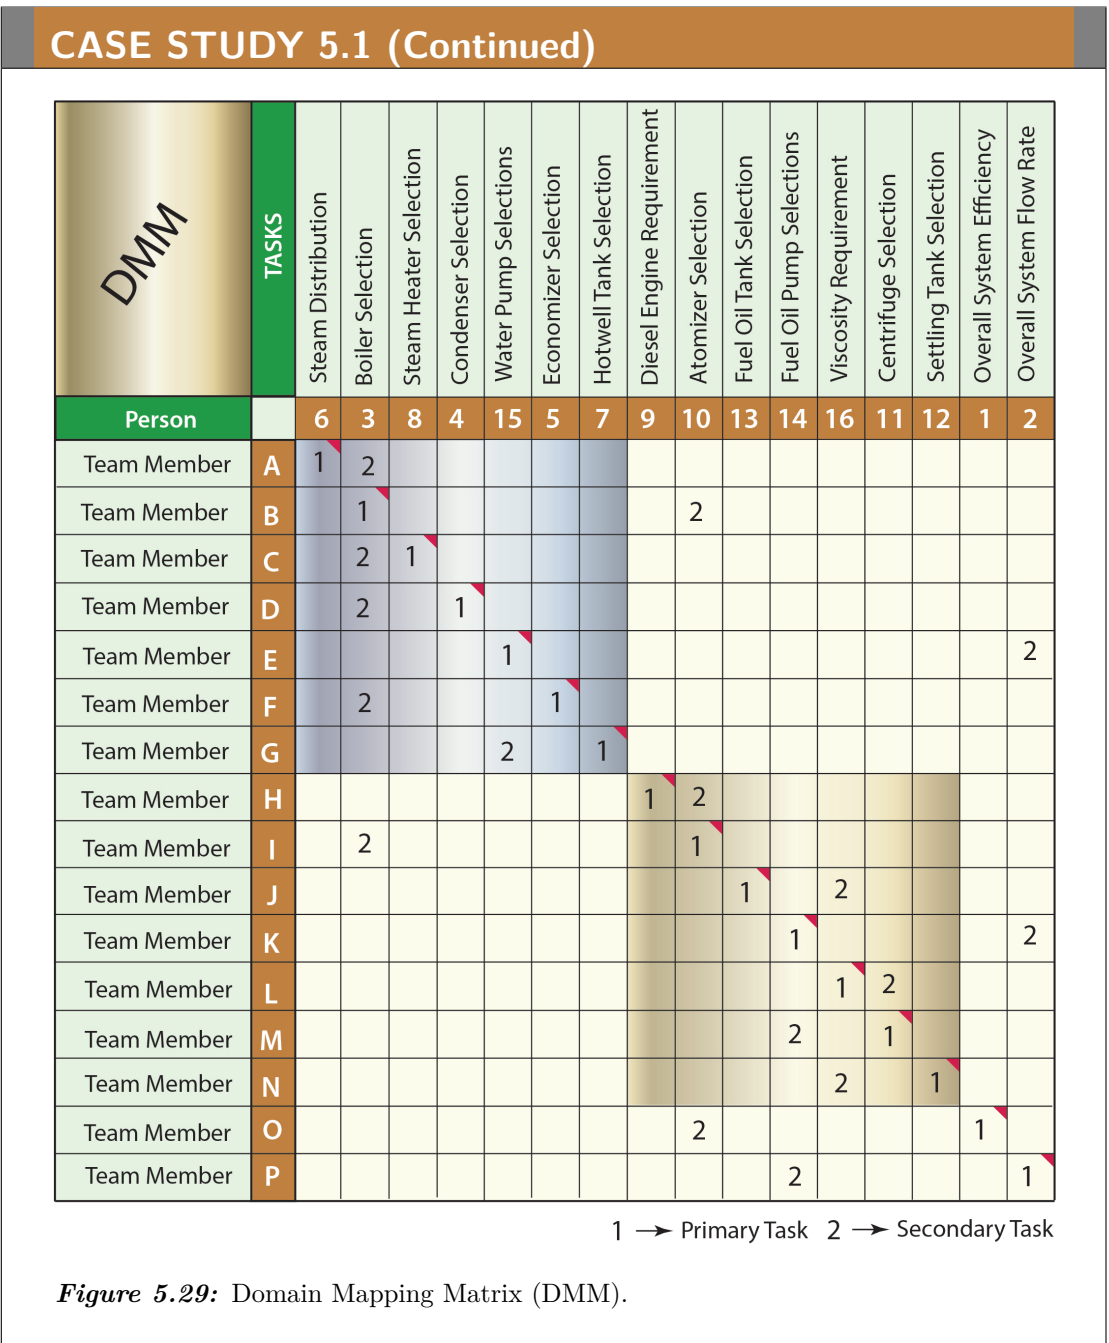 CASE STUDY 5.1 (Continued)
DMM
TASKS
Steam Distribution
Boiler Selection
Steam Heater Selection
Condenser Selection
Water Pump Selections
Economizer Selection
Hotwell Tank Selection
Diesel Engine Requirement
Atomizer Selection
Fuel Oil Tank Selection
Fuel Oil Pump Selections
Viscosity Requirement
Centrifuge Selection
Settling Tank Selection
Overall System Efficiency
Overall System Flow Rate
Person 6 3 8 4 15 5 7 9 10 13 14 16 11 12 1 2
Team Member A 1 2
Team Member B 1 2
Team Member C 2 1
Team Member D 2 1
Team Member E 1 2
Team Member F 2 1
Team Member G 2 1
Team Member H 1 2
Team Member I 2 1
Team Member J 1 2
Team Member K 1 2
Team Member L 1 2
Team Member M 2 1
Team Member N 2 1
Team Member O 2 1
Team Member P 2 1
1 → Primary Task 2 → Secondary Task
Figure 5.29: Domain Mapping Matrix (DMM).